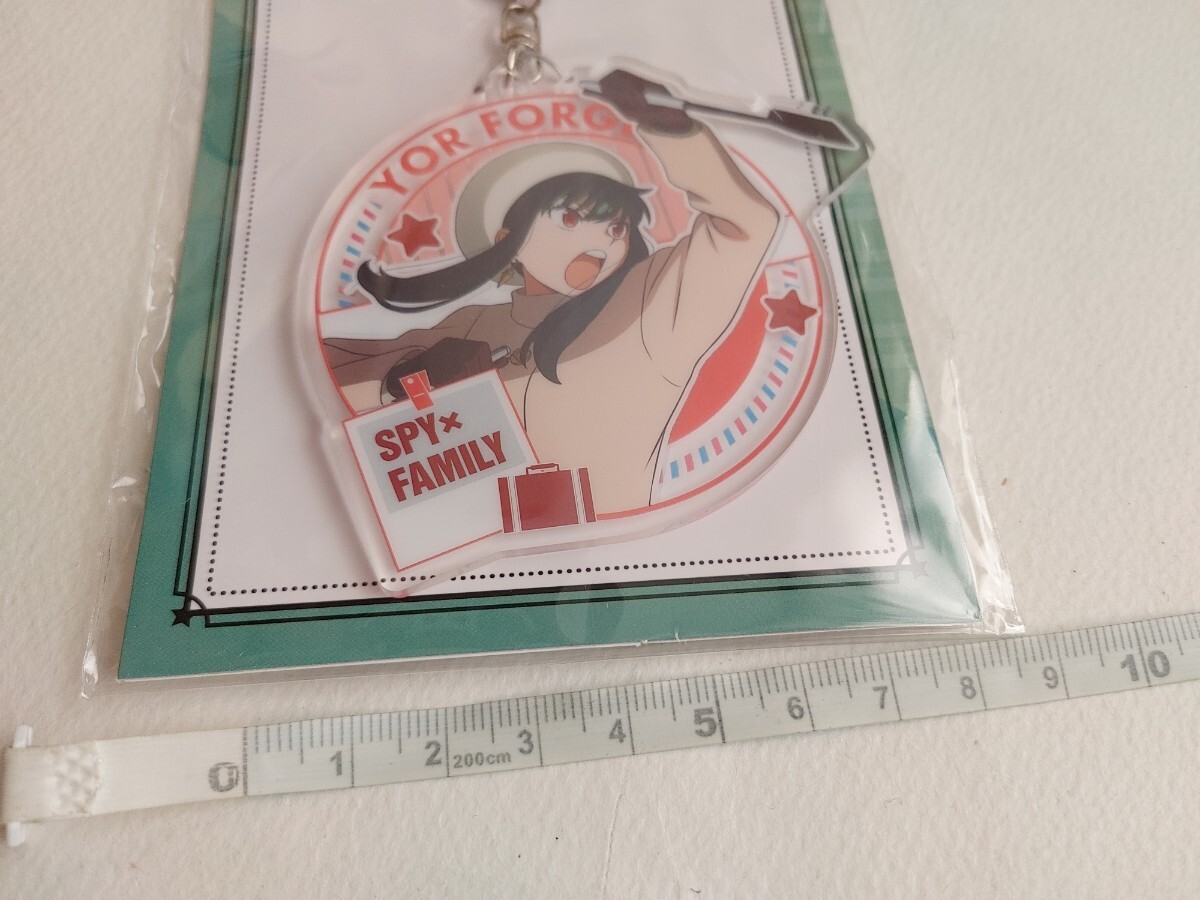 YOR FORG
SPY×
FAMILY
0 1 2 200cm 3 4 5 6 7 8 9 10